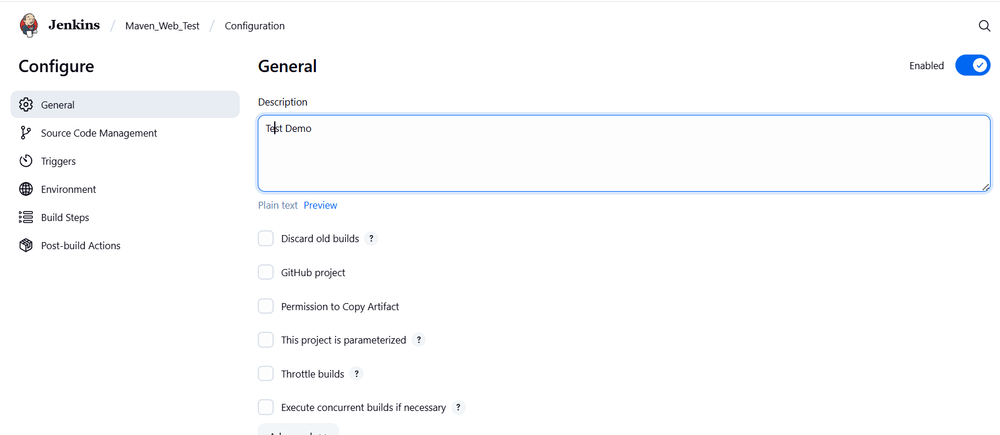 Jenkins / Maven_Web_Test / Configuration
Configure
General
Source Code Management
Triggers
Environment
Build Steps
Post-build Actions
General
Enabled
Description
Test Demo
Plain text Preview
Discard old builds ?
GitHub project
Permission to Copy Artifact
This project is parameterized ?
Throttle builds ?
Execute concurrent builds if necessary ?